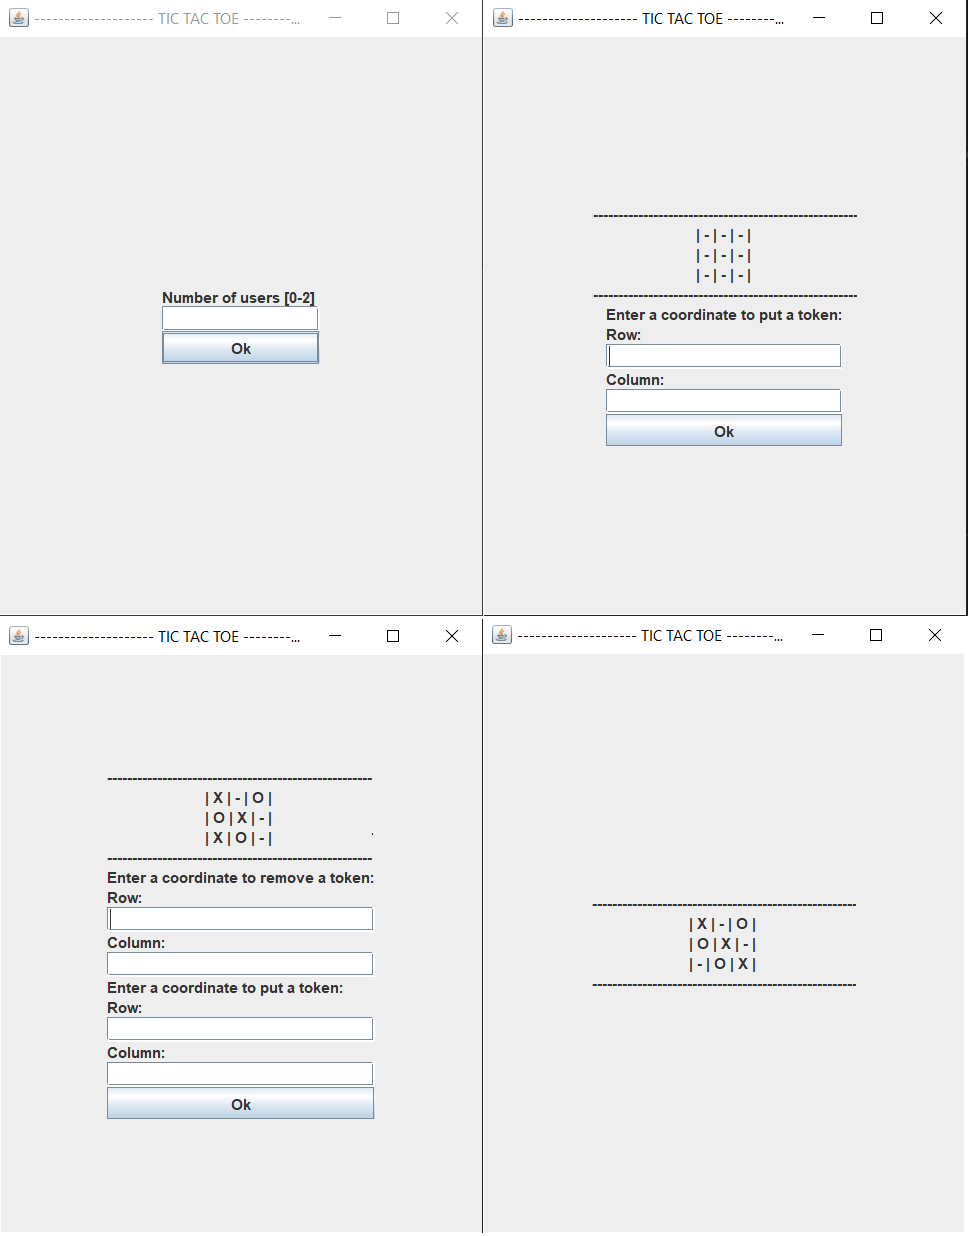 -------------------- TIC TAC TOE --------...
Number of users [0-2]
Ok
-------------------- TIC TAC TOE --------...
-----------------------------------------------------
| - | - | - |
| - | - | - |
| - | - | - |
-----------------------------------------------------
Enter a coordinate to put a token:
Row:
Column:
Ok
-------------------- TIC TAC TOE --------...
-----------------------------------------------------
| X | - | O |
| O | X | - |
| X | O | - |
-----------------------------------------------------
Enter a coordinate to remove a token:
Row:
Column:
Enter a coordinate to put a token:
Row:
Column:
Ok
-------------------- TIC TAC TOE --------...
-----------------------------------------------------
| X | - | O |
| O | X | - |
| - | O | X |
-----------------------------------------------------